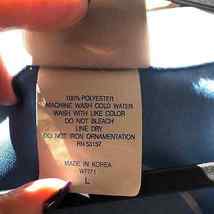 100% POLYESTER
MACHINE WASH COLD WATER
WASH WITH LIKE COLOR
DO NOT BLEACH
LINE DRY
DO NOT IRON ORNAMENTATION
RN 53157
MADE IN KOREA
W7771
L